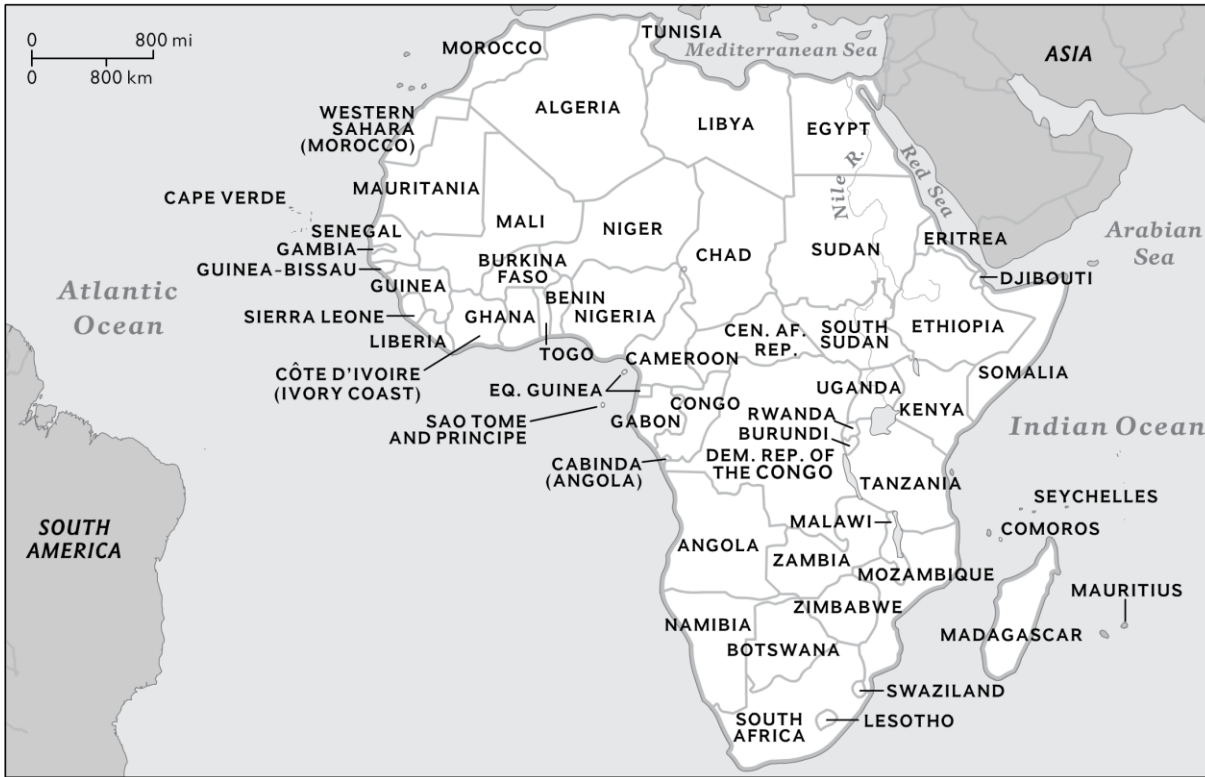 0 800 mi
0 800 km
TUNISIA
MOROCCO
Mediterranean Sea
ASIA
ALGERIA
LIBYA
EGYPT
WESTERN
SAHARA
(MOROCCO)
Nile R.
Red Sea
MAURITANIA
CAPE VERDE
MALI
NIGER
CHAD
SUDAN
ERITREA
Arabian
Sea
SENEGAL
GAMBIA
GUINEA-BISSAU
BURKINA
FASO
DJIBOUTI
GUINEA
Atlantic
Ocean
BENIN
NIGERIA
SIERRA LEONE
GHANA
CEN. AF.
REP.
SOUTH
SUDAN
ETHIOPIA
LIBERIA
TOGO
CAMEROON
CÔTE D'IVOIRE
(IVORY COAST)
SOMALIA
EQ. GUINEA
UGANDA
CONGO
KENYA
SAO TOME
AND PRINCIPE
GABON
RWANDA
BURUNDI
Indian Ocean
DEM. REP. OF
THE CONGO
CABINDA
(ANGOLA)
TANZANIA
SEYCHELLES
SOUTH
AMERICA
MALAWI
COMOROS
ANGOLA
ZAMBIA
MOZAMBIQUE
MAURITIUS
ZIMBABWE
NAMIBIA
MADAGASCAR
BOTSWANA
SWAZILAND
SOUTH
AFRICA
LESOTHO